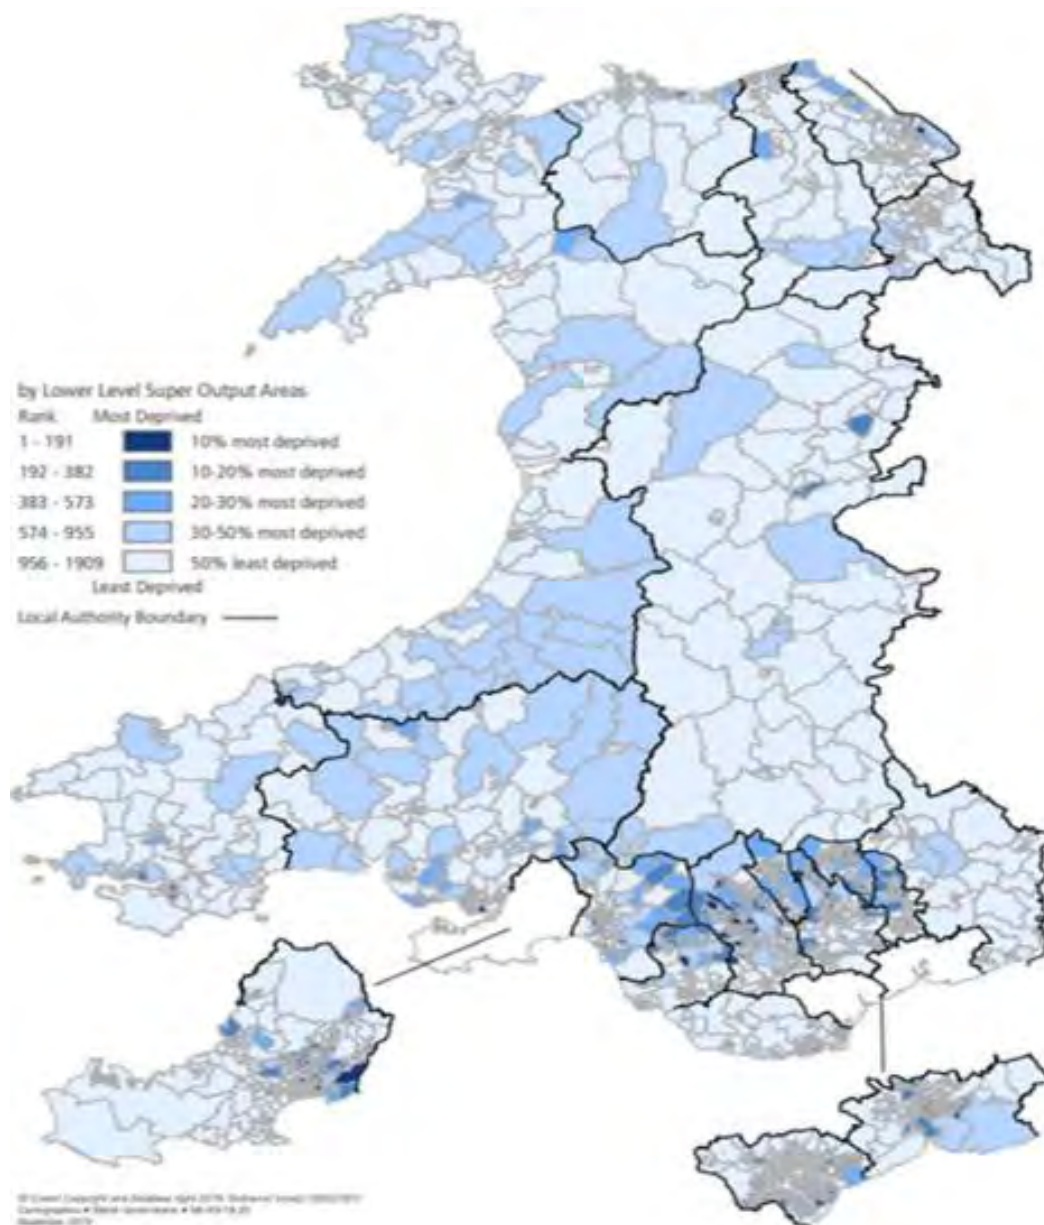 by Lower Level Super Output Areas
Rank Most Deprived
1 - 191 10% most deprived
192 - 382 10-20% most deprived
383 - 573 20-30% most deprived
574 - 955 30-50% most deprived
956 - 1909 50% least deprived
Least Deprived
Local Authority Boundary